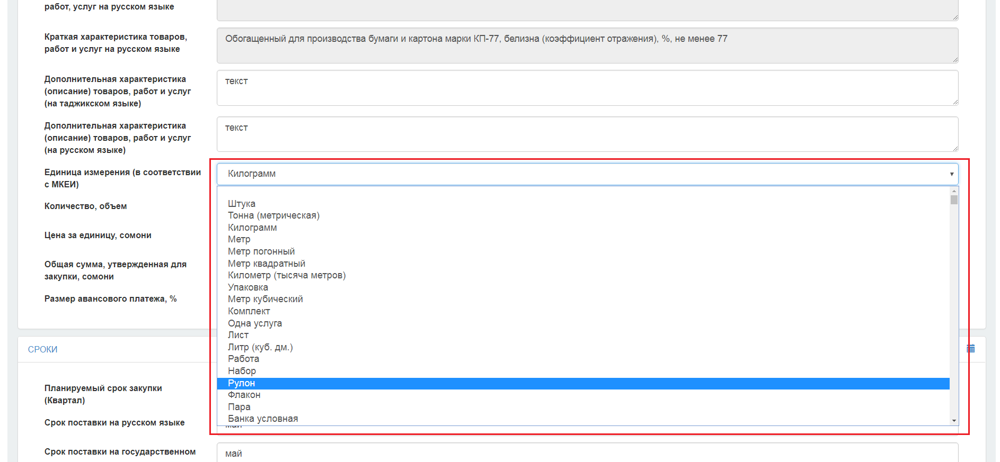 работ, услуг на русском языке
Краткая характеристика товаров,
работ и услуг на русском языке
Обогащенный для производства бумаги и картона марки КП-77, белизна (коэффициент отражения), %, не менее 77
Дополнительная характеристика
(описание) товаров, работ и услуг
(на таджикском языке)
текст
Дополнительная характеристика
(описание) товаров, работ и услуг
(на русском языке)
текст
Единица измерения (в соответствии
с МКЕИ)
Килограмм
Штука
Тонна (метрическая)
Килограмм
Метр
Метр погонный
Метр квадратный
Километр (тысяча метров)
Упаковка
Метр кубический
Комплект
Одна услуга
Лист
Литр (куб. дм.)
Работа
Набор
Рулон
Флакон
Пара
Банка условная
Количество, объем
Цена за единицу, сомони
Общая сумма, утвержденная для
закупки, сомони
Размер авансового платежа, %
СРОКИ
Планируемый срок закупки
(Квартал)
Срок поставки на русском языке
май
Срок поставки на государственном
май